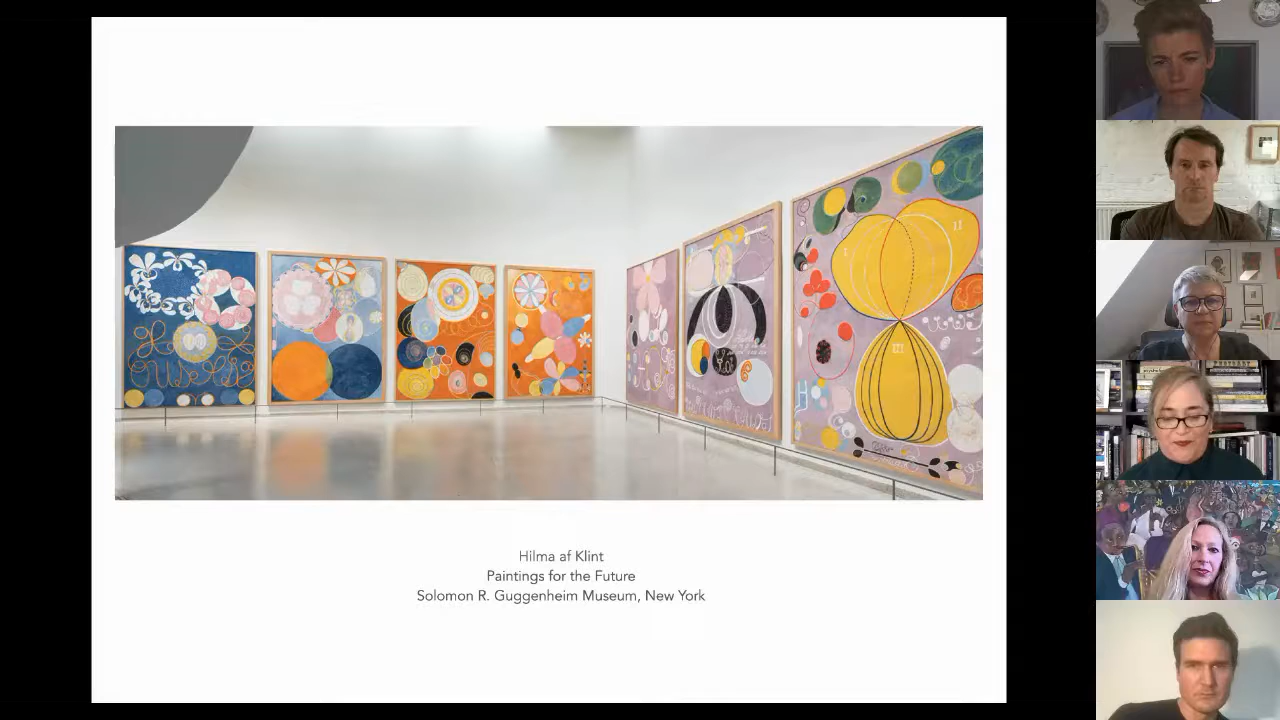 Hilma af Klint
Paintings for the Future
Solomon R. Guggenheim Museum, New York